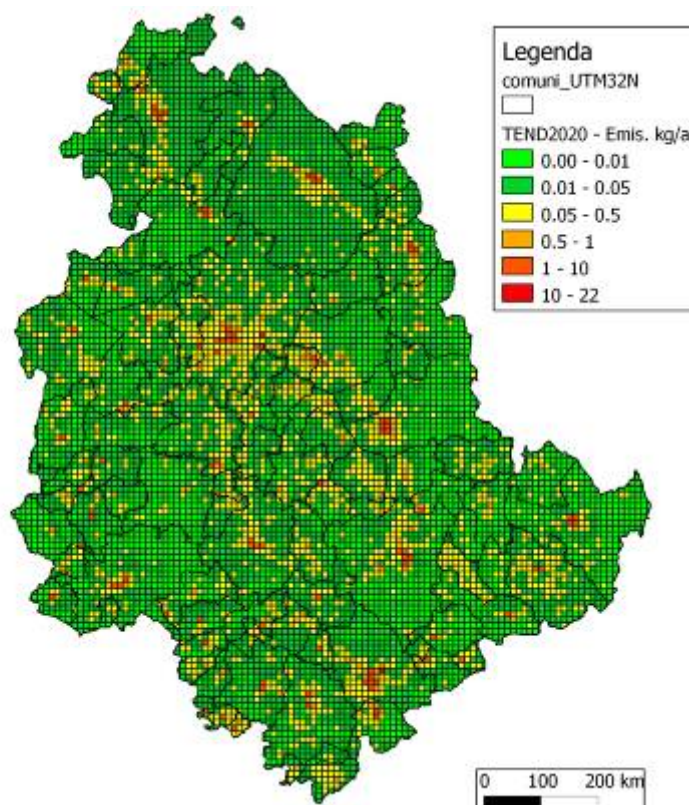 Legenda
comuni_UTM32N
TEND2020 - Emis. kg/a
0.00 - 0.01
0.01 - 0.05
0.05 - 0.5
0.5 - 1
1 - 10
10 - 22
0 100 200 km